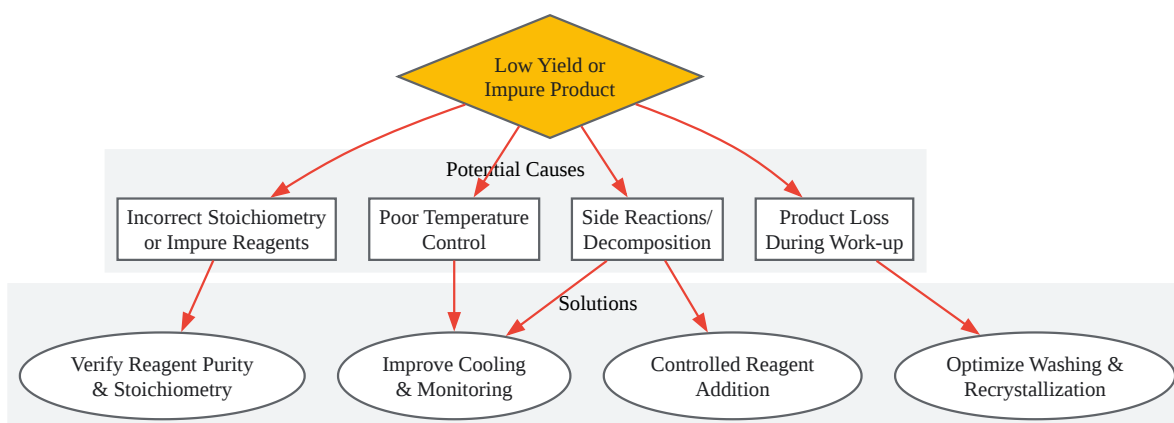 Low Yield or
Impure Product
Potential Causes
Incorrect Stoichiometry
or Impure Reagents
Poor Temperature
Control
Side Reactions/
Decomposition
Product Loss
During Work-up
Solutions
Verify Reagent Purity
& Stoichiometry
Improve Cooling
& Monitoring
Controlled Reagent
Addition
Optimize Washing &
Recrystallization